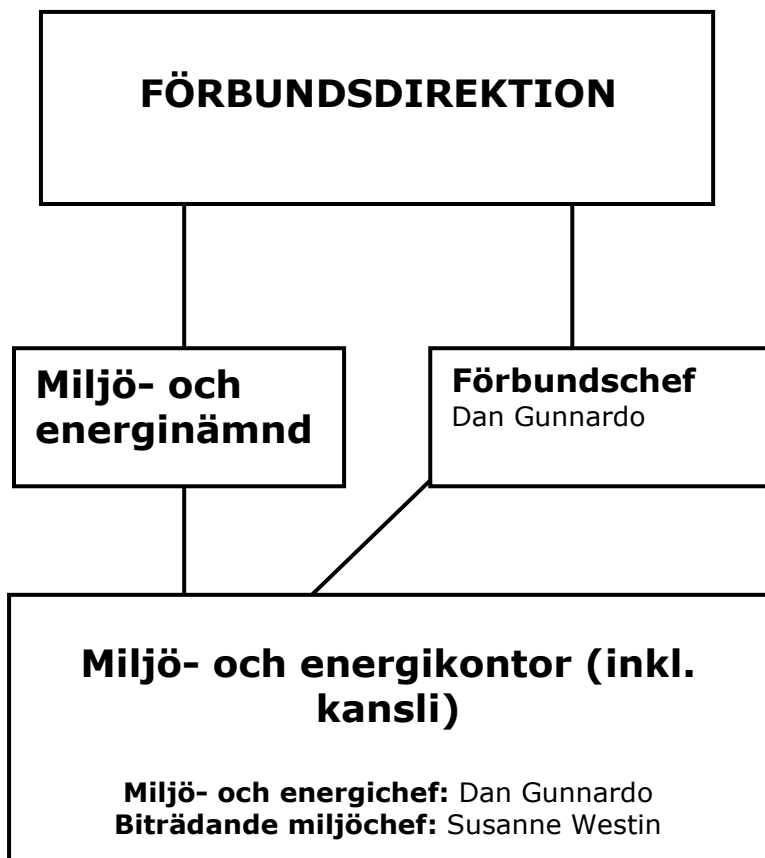 FÖRBUNDSDIREKTION
Miljö- och
energinämnd
Förbundschef
Dan Gunnardo
Miljö- och energikontor (inkl.
kansli)
Miljö- och energichef: Dan Gunnardo
Biträdande miljöchef: Susanne Westin